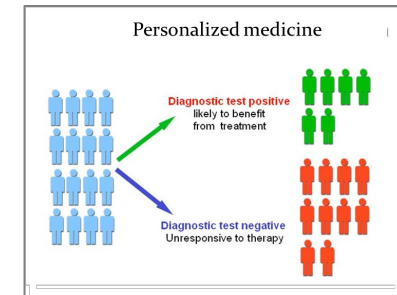 Personalized medicine
Diagnostic test positive
likely to benefit
from treatment
Diagnostic test negative
Unresponsive to therapy